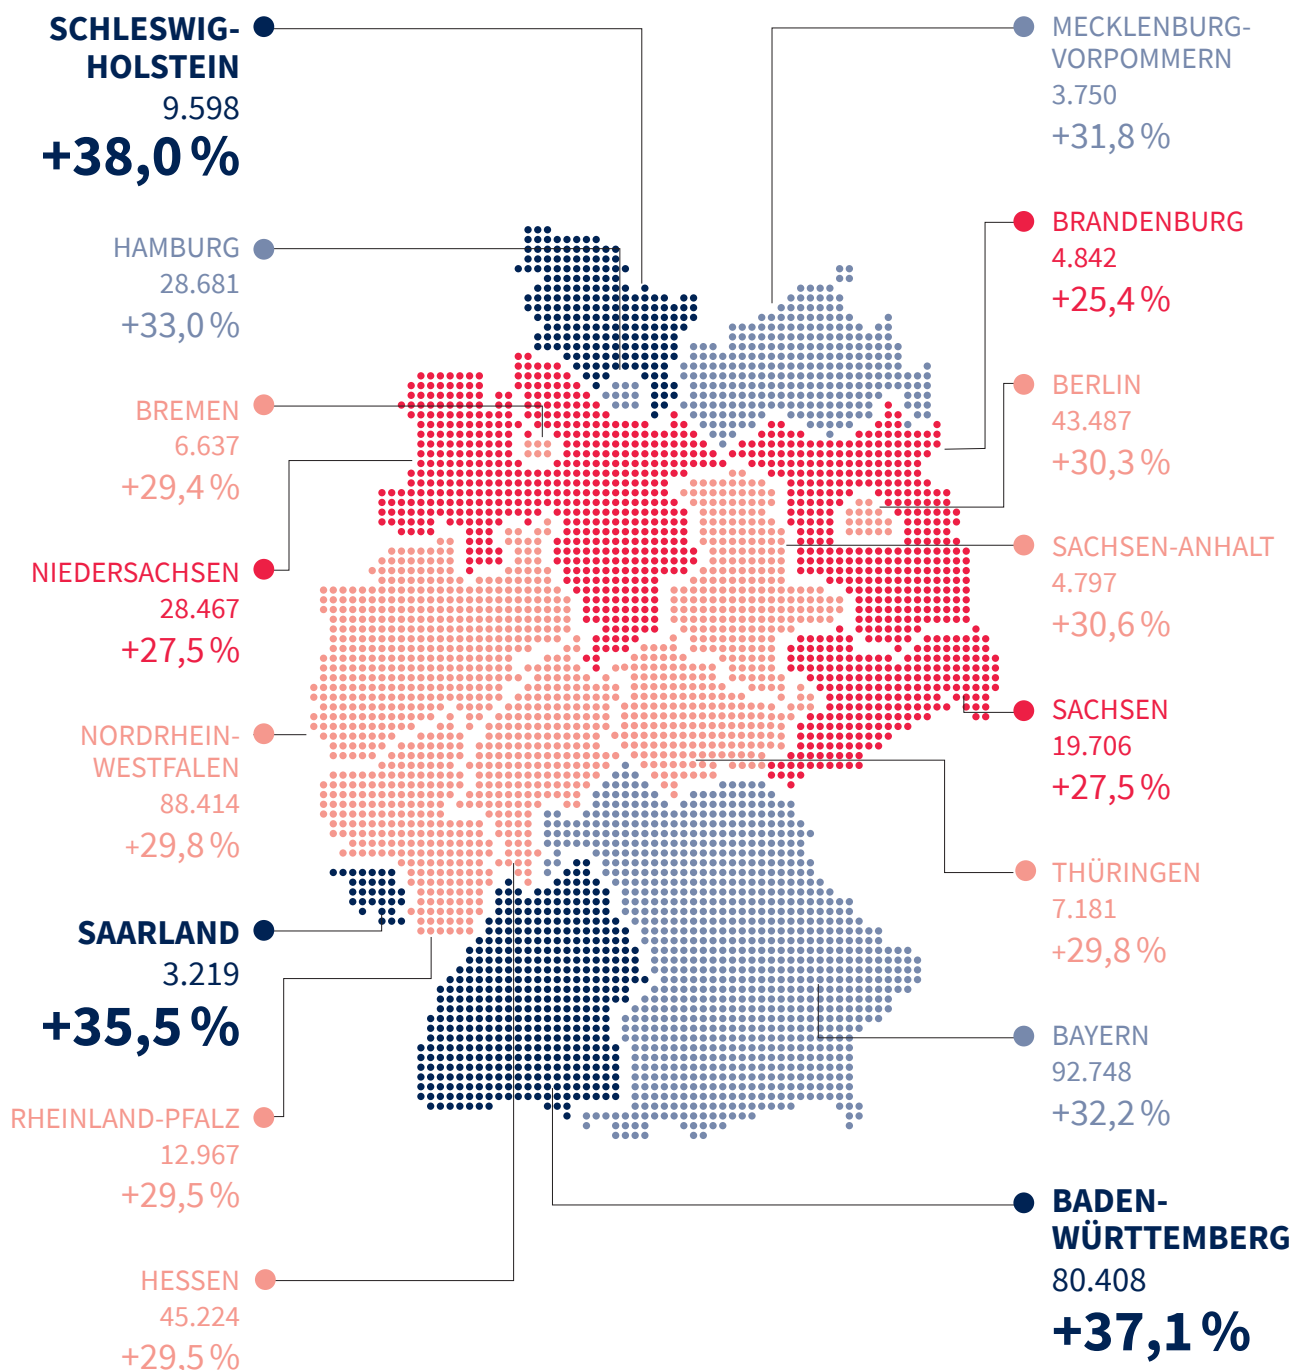 SCHLESWIG-
HOLSTEIN
9.598
+38,0 %
HAMBURG
28.681
+33,0 %
BREMEN
6.637
+29,4 %
NIEDERSACHSEN
28.467
+27,5 %
NORDRHEIN-
WESTFALEN
88.414
+29,8 %
SAARLAND
3.219
+35,5 %
RHEINLAND-PFALZ
12.967
+29,5 %
HESSEN
45.224
+29,5 %
MECKLENBURG-
VORPOMMERN
3.750
+31,8 %
BRANDENBURG
4.842
+25,4 %
BERLIN
43.487
+30,3 %
SACHSEN-ANHALT
4.797
+30,6 %
SACHSEN
19.706
+27,5 %
THÜRINGEN
7.181
+29,8 %
BAYERN
92.748
+32,2 %
BADEN-
WÜRTTEMBERG
80.408
+37,1 %